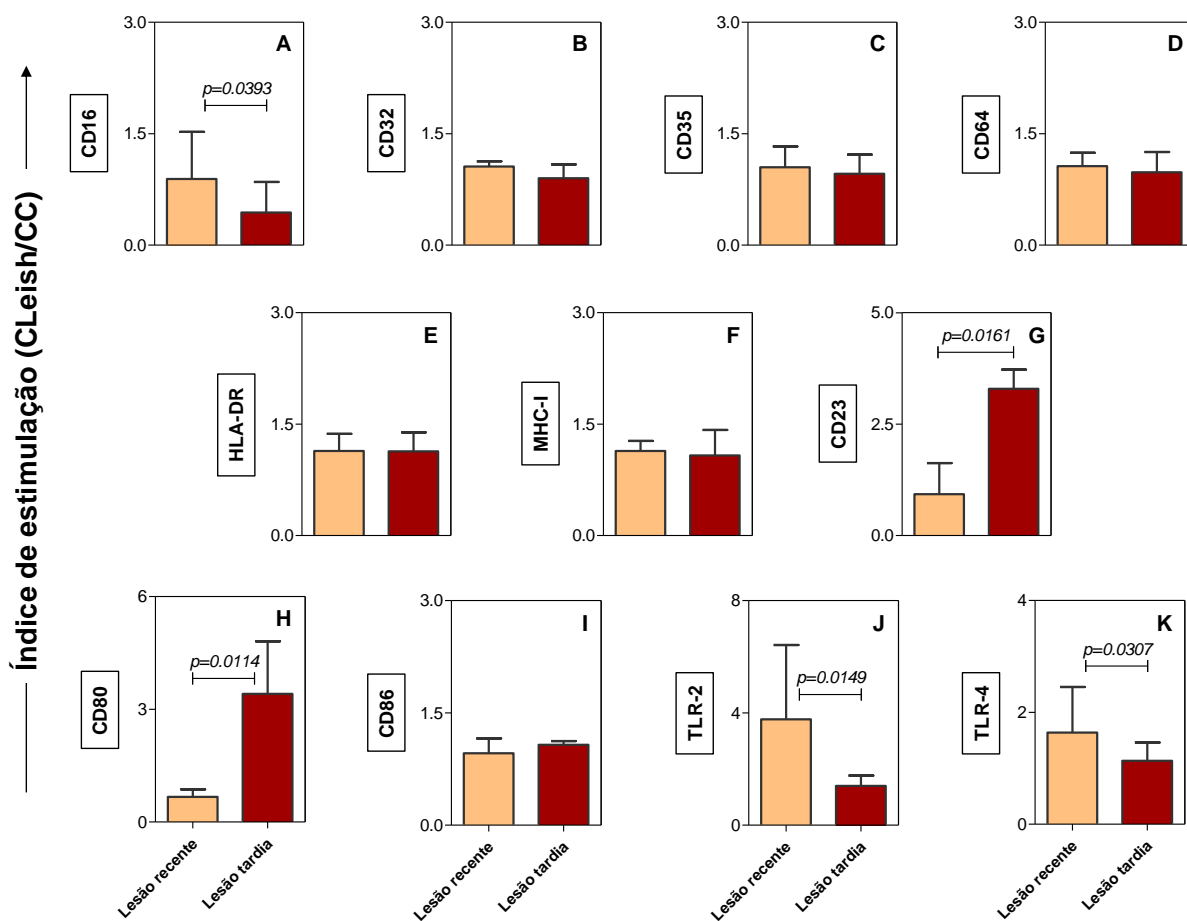 Índice de estimulação (CLeish/CC)
CD16
3.0
1.5
0.0
A
p=0.0393
CD32
3.0
1.5
0.0
B
CD35
3.0
1.5
0.0
C
CD64
3.0
1.5
0.0
D
HLA-DR
3.0
1.5
0.0
E
MHC-I
3.0
1.5
0.0
F
CD23
5.0
2.5
0.0
G
p=0.0161
CD80
6
3
0
H
p=0.0114
Lesão recente
Lesão tardia
CD86
3.0
1.5
0.0
I
Lesão recente
Lesão tardia
TLR-2
8
4
0
J
p=0.0149
Lesão recente
Lesão tardia
TLR-4
4
2
0
K
p=0.0307
Lesão recente
Lesão tardia